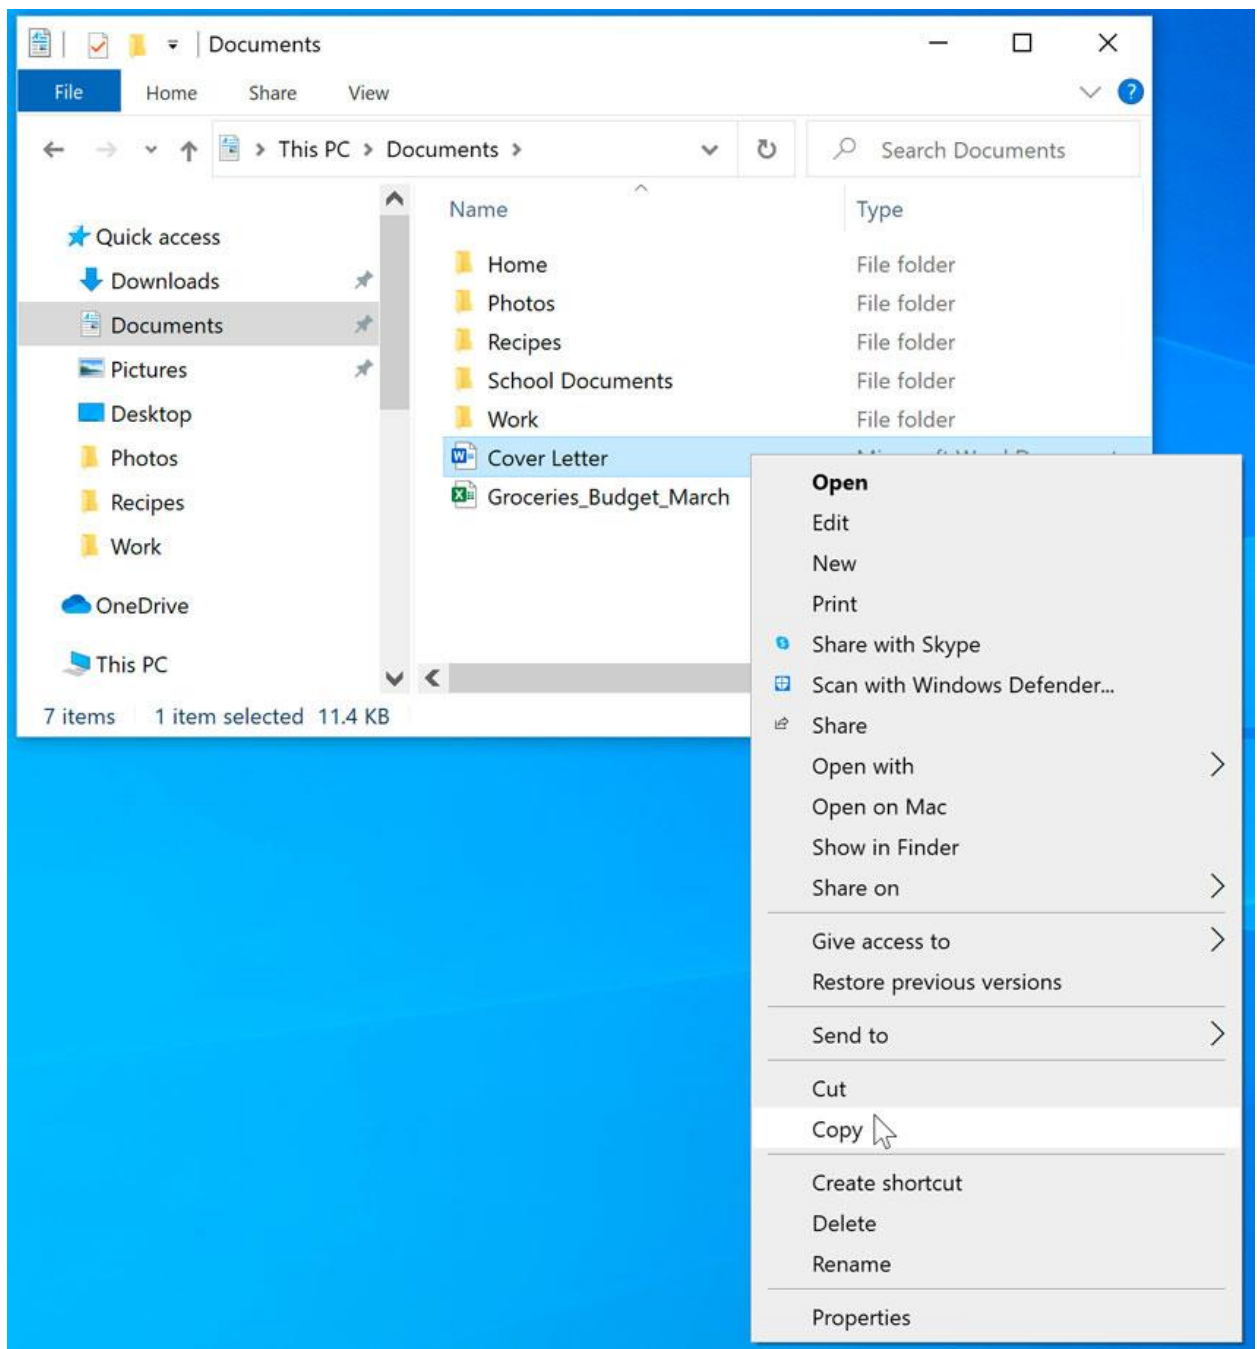 Documents
File Home Share View
This PC > Documents >
Search Documents
Name Type
Quick access
Downloads
Documents
Pictures
Desktop
Photos
Recipes
Work
OneDrive
This PC
Home File folder
Photos File folder
Recipes File folder
School Documents File folder
Work File folder
Cover Letter
Groceries_Budget_March
7 items 1 item selected 11.4 KB
Open
Edit
New
Print
Share with Skype
Scan with Windows Defender...
Share
Open with
Open on Mac
Show in Finder
Share on
Give access to
Restore previous versions
Send to
Cut
Copy
Create shortcut
Delete
Rename
Properties